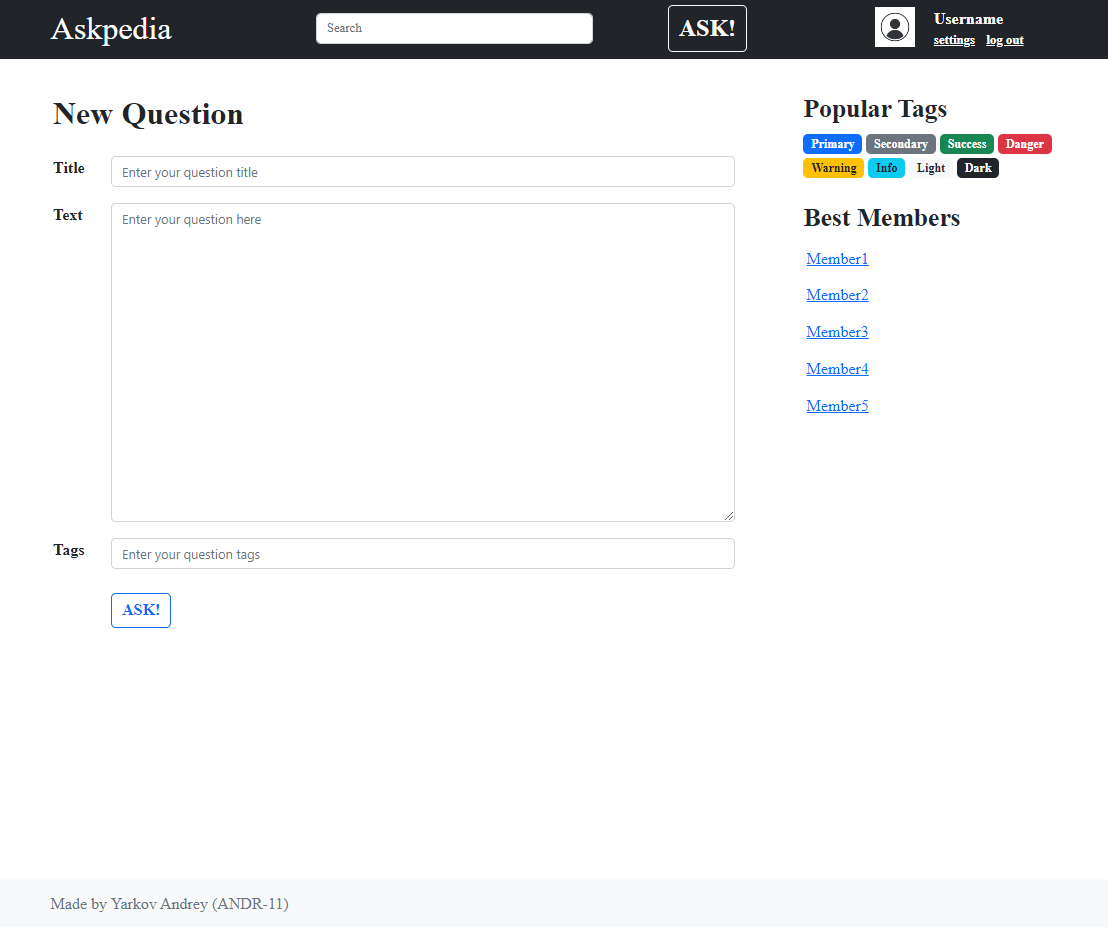 Askpedia
Search
ASK!
Username
settings log out
New Question
Title
Enter your question title
Text
Enter your question here
Tags
Enter your question tags
ASK!
Popular Tags
Primary Secondary Success Danger
Warning Info Light Dark
Best Members
Member1
Member2
Member3
Member4
Member5
Made by Yarkov Andrey (ANDR-11)